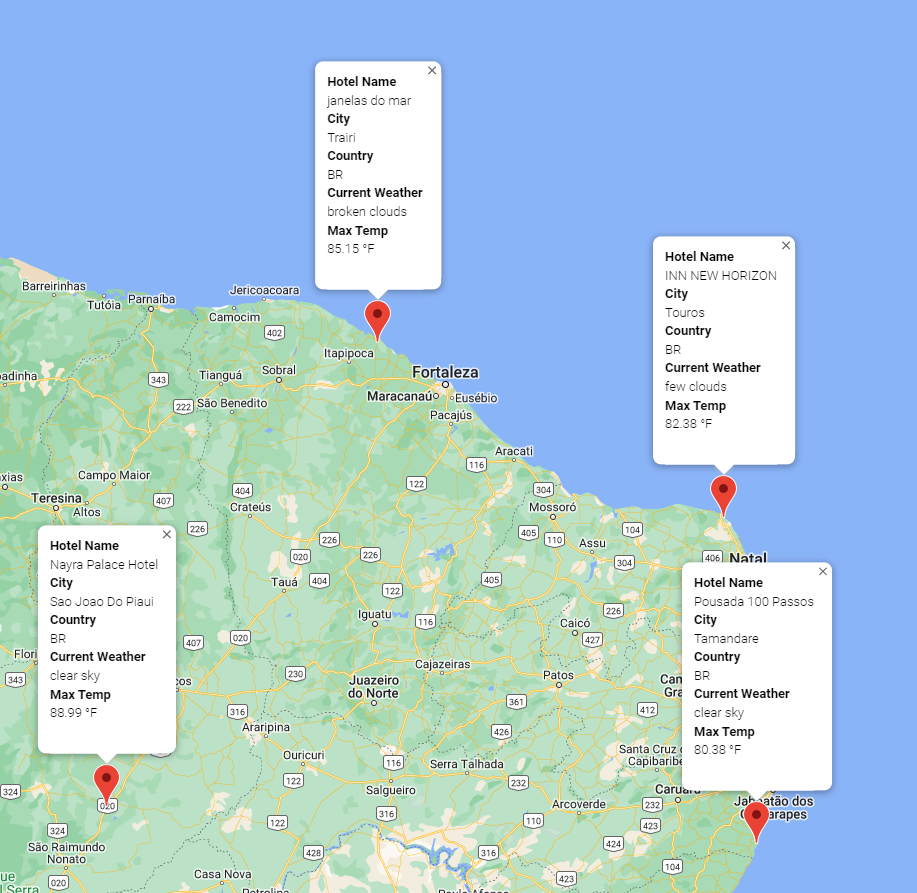 Hotel Name
janelas do mar
City
Trairi
Country
BR
Current Weather
broken clouds
Max Temp
85.15 °F
Hotel Name
INN NEW HORIZON
City
Touros
Country
BR
Current Weather
few clouds
Max Temp
82.38 °F
Barreirinhas
Tutóia
Parnaíba
Jericoacoara
Camocim
402
Itapipoca
Fortaleza
Maracanaú
Eusébio
Pacajús
343
Tianguá
Sobral
222
São Benedito
Aracati
116
122
304
Mossoró
Campo Maior
Teresina
Altos
407
404
Crateús
226
226
020
226
Tauá
404
405
110
Assu
104
304
406
Natal
405
122
226
Iguatu
116
Caicó
427
Hotel Name
Nayra Palace Hotel
City
Sao Joao Do Piaui
Country
BR
Current Weather
clear sky
Max Temp
88.99 °F
Hotel Name
Pousada 100 Passos
City
Tamandare
Country
BR
Current Weather
clear sky
Max Temp
80.38 °F
407
020
343
230
Cajazeiras
Juazeiro
do Norte
Patos
361
412
316
Araripina
426
Ouricuri
122
116
Serra Talhada
232
Salgueiro
316
Santa Cruz
Capibaribe
Arcoverde
110
232
423
424
104
324
020
324
São Raimundo
Nonato
020
122
428
316
423
Casa Nova
Petrolina
Paulo Afonso